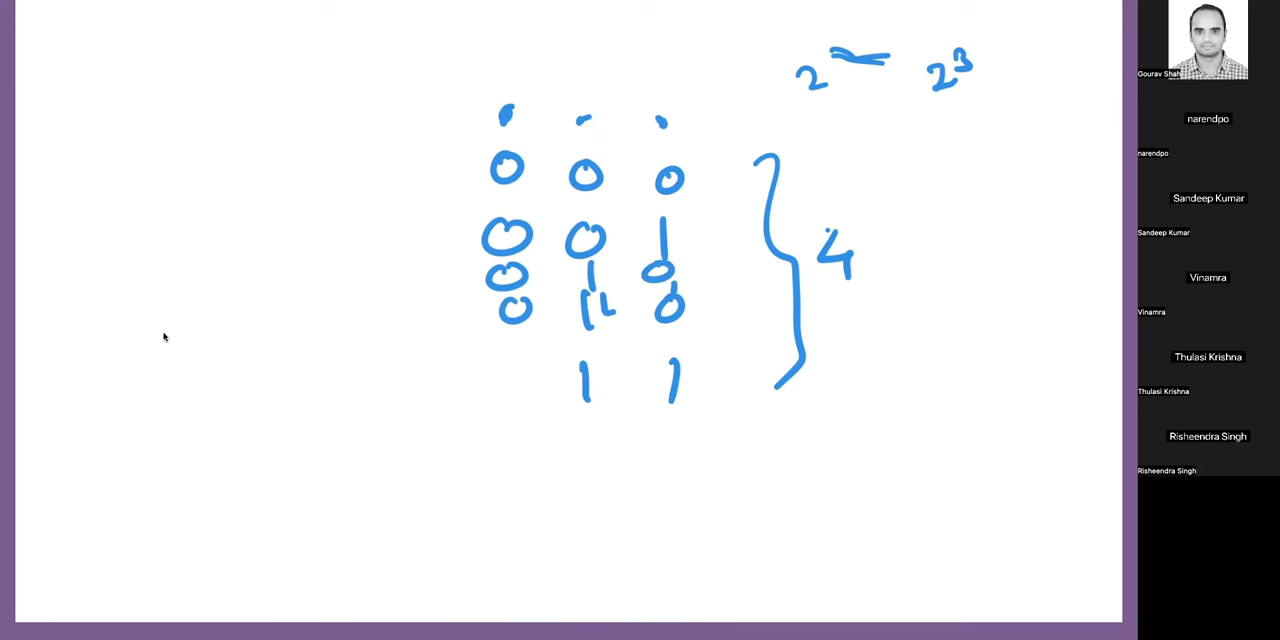 2 2³
0 0 0
0 0 1
0 1 0
0 1 0
1 1
4
Gourav Shah
narendpo
narendpo
Sandeep Kumar
Sandeep Kumar
Vinamra
Vinamra
Thulasi Krishna
Thulasi Krishna
Risheendra Singh
Risheendra Singh